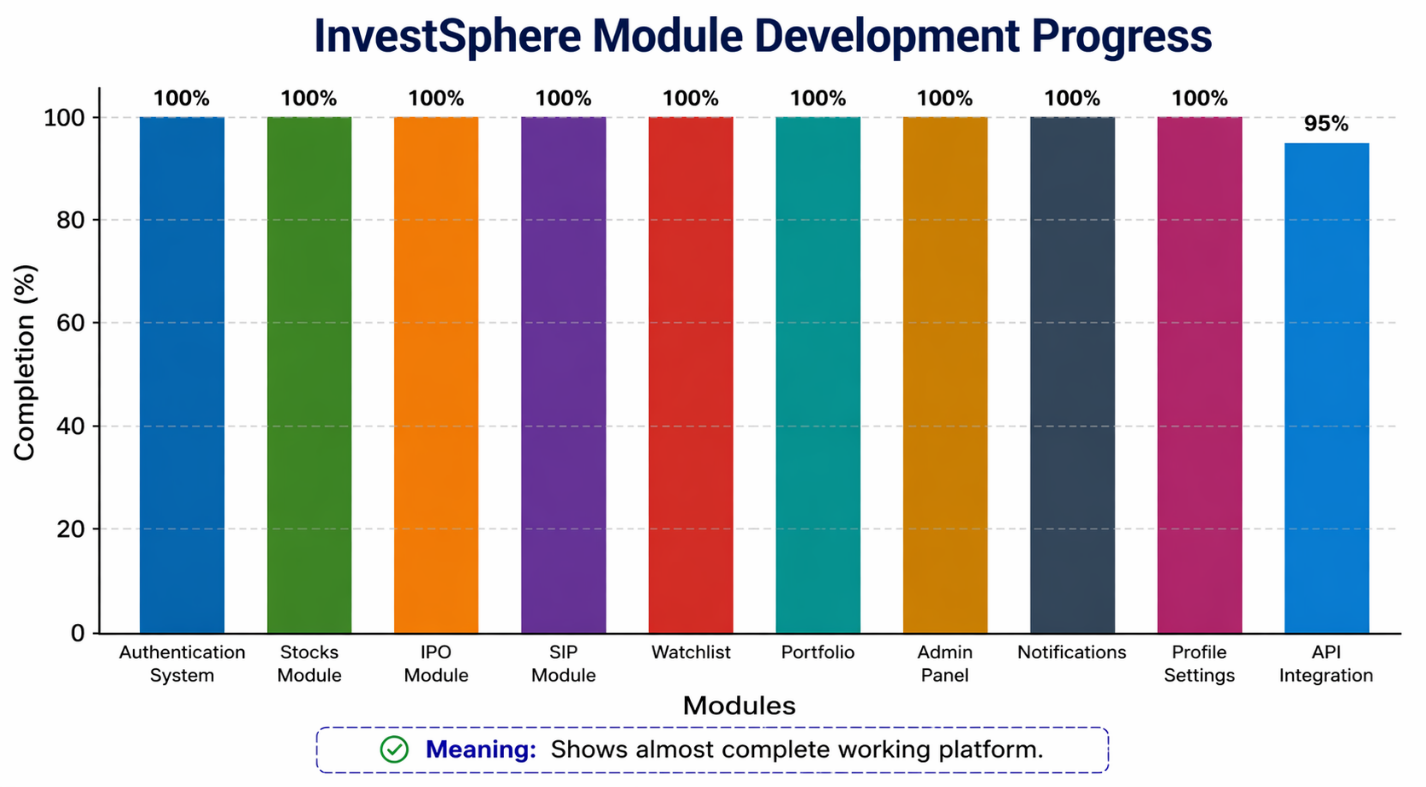 InvestSphere Module Development Progress
100% 100% 100% 100% 100% 100% 100% 100% 100% 95%
Completion (%)
100
80
60
40
20
0
Authentication System
Stocks Module
IPO Module
SIP Module
Watchlist
Portfolio
Admin Panel
Notifications
Profile Settings
API Integration
Modules
Meaning: Shows almost complete working platform.